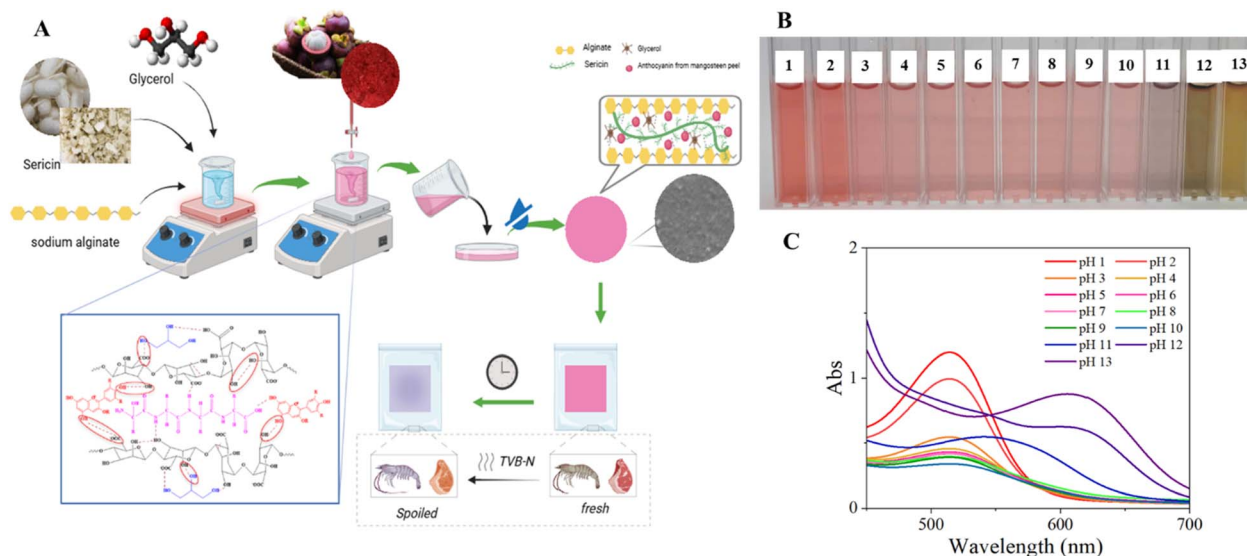 A
Glycerol
Sericin
sodium alginate
Alginate
Glycerol
Sericin
Anthocyanin from mangosteen peel
TVB-N
Spoiled
fresh
B
1 2 3 4 5 6 7 8 9 10 11 12 13
C
2
1
0
Abs
pH 1 pH 2
pH 3 pH 4
pH 5 pH 6
pH 7 pH 8
pH 9 pH 10
pH 11 pH 12
pH 13
500 600 700
Wavelength (nm)